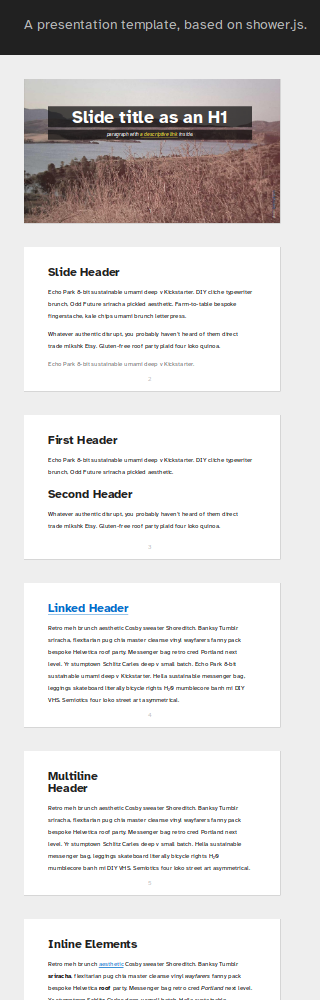 A presentation template, based on shower.js.
Slide title as an H1
paragraph with a descriptive link inside.
Slide Header
Echo Park 8-bit sustainable umami deep v Kickstarter. DIY cliche typewriter
brunch. Odd Future sriracha pickled aesthetic. Farm-to-table bespoke
fingerstache, kale chips umami brunch letterpress.
Whatever authentic disrupt, you probably haven't heard of them direct
trade mlkshk Etsy. Gluten-free roof party plaid four loko quinoa.
Echo Park 8-bit sustainable umami deep v Kickstarter.
2
First Header
Echo Park 8-bit sustainable umami deep v Kickstarter. DIY cliche typewriter
brunch. Odd Future sriracha pickled aesthetic.
Second Header
Whatever authentic disrupt, you probably haven't heard of them direct
trade mlkshk Etsy. Gluten-free roof party plaid four loko quinoa.
3
Linked Header
Retro meh brunch aesthetic Cosby sweater Shoreditch. Banksy Tumblr
sriracha, flexitarian pug chia master cleanse vinyl wayfarers fanny pack
bespoke Helvetica roof party. Messenger bag retro cred Portland next
level. Yr stumptown Schlitz Carles deep v small batch. Echo Park 8-bit
sustainable umami deep v Kickstarter. Hella sustainable messenger bag,
leggings skateboard literally bicycle rights H₂0 mumblecore banh mi DIY
VHS. Semiotics four loko street art asymmetrical.
4
Multiline
Header
Retro meh brunch aesthetic Cosby sweater Shoreditch. Banksy Tumblr
sriracha, flexitarian pug chia master cleanse vinyl wayfarers fanny pack
bespoke Helvetica roof party. Messenger bag retro cred Portland next
level. Yr stumptown Schlitz Carles deep v small batch. Hella sustainable
messenger bag, leggings skateboard literally bicycle rights H₂0
mumblecore banh mi DIY VHS. Semiotics four loko street art asymmetrical.
5
Inline Elements
Retro meh brunch aesthetic Cosby sweater Shoreditch. Banksy Tumblr
sriracha, flexitarian pug chia master cleanse vinyl wayfarers fanny pack
bespoke Helvetica roof party. Messenger bag retro cred Portland next level.